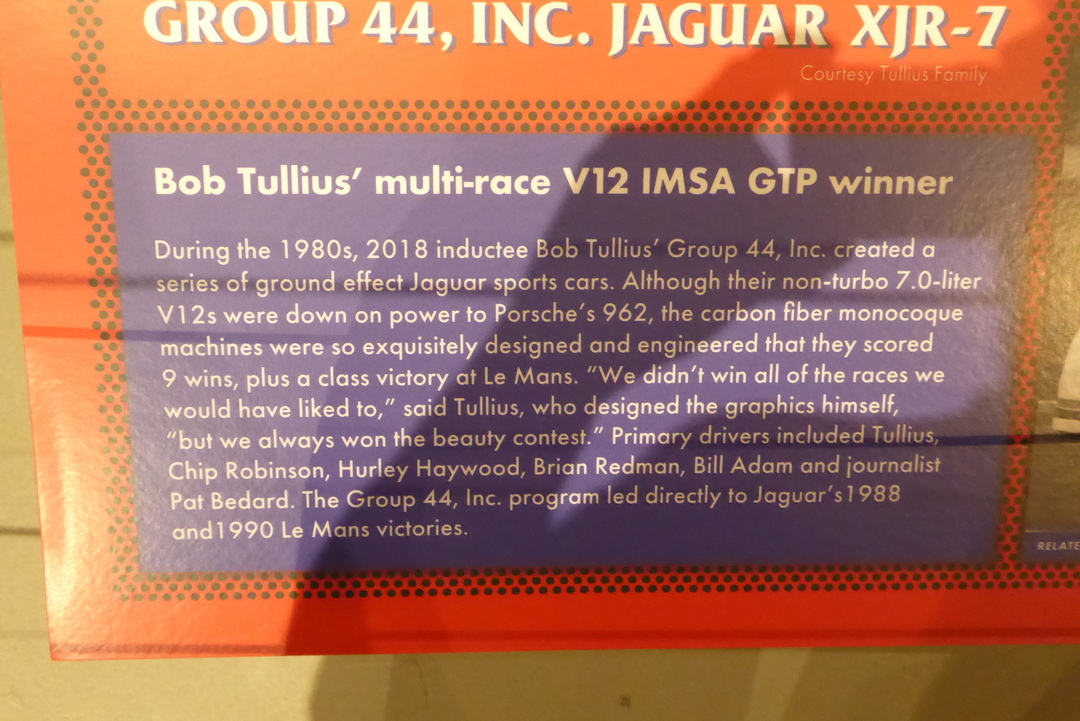 GROUP 44, INC. JAGUAR XJR-7
Courtesy Tullius Family
Bob Tullius' multi-race V12 IMSA GTP winner
During the 1980s, 2018 inductee Bob Tullius' Group 44, Inc. created a
series of ground effect Jaguar sports cars. Although their non-turbo 7.0-liter
V12s were down on power to Porsche's 962, the carbon fiber monocoque
machines were so exquisitely designed and engineered that they scored
9 wins, plus a class victory at Le Mans. "We didn't win all of the races we
would have liked to," said Tullius, who designed the graphics himself,
"but we always won the beauty contest." Primary drivers included Tullius,
Chip Robinson, Hurley Haywood, Brian Redman, Bill Adam and journalist
Pat Bedard. The Group 44, Inc. program led directly to Jaguar's1988
and1990 Le Mans victories.